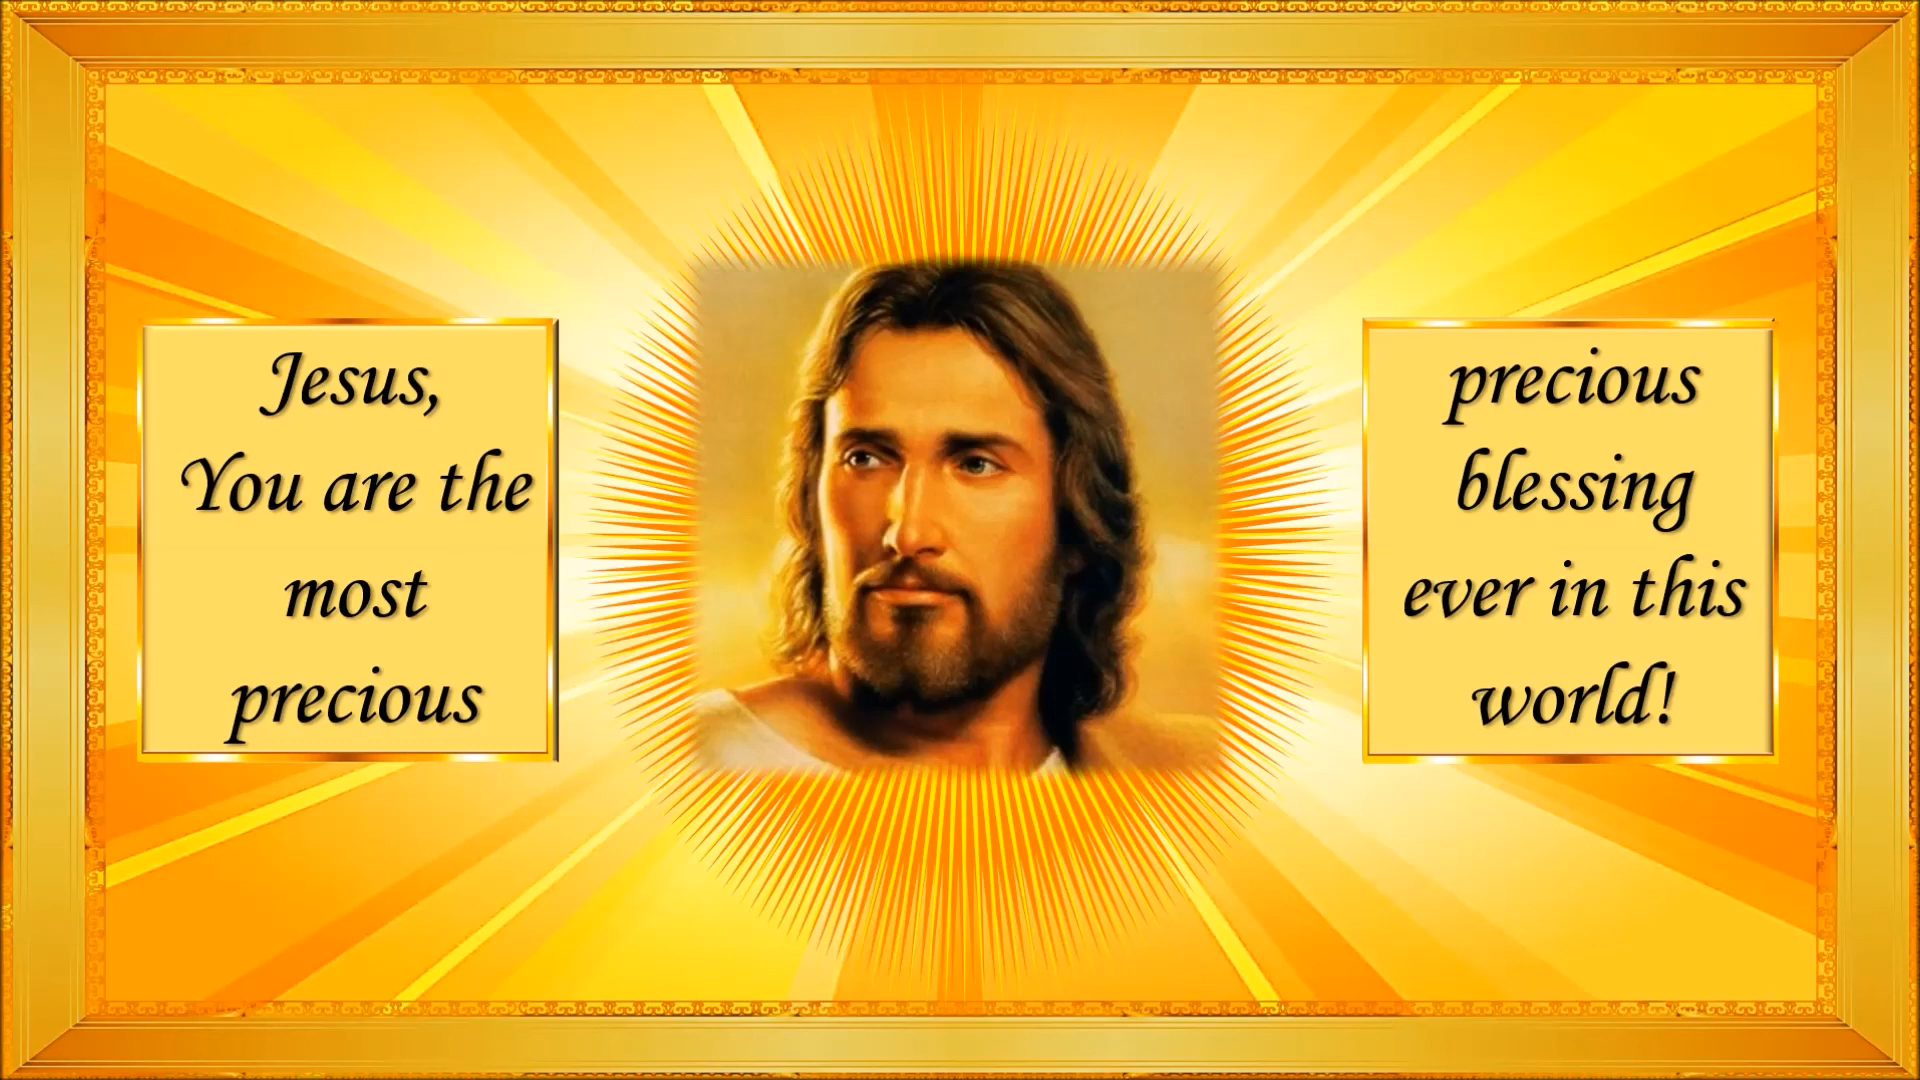 Jesus,
You are the
most
precious
precious
blessing
ever in this
world!